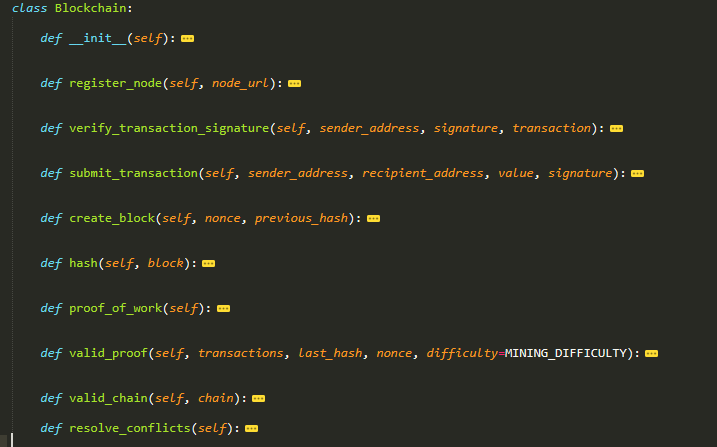 class Blockchain:
def __init__(self):
def register_node(self, node_url):
def verify_transaction_signature(self, sender_address, signature, transaction):
def submit_transaction(self, sender_address, recipient_address, value, signature):
def create_block(self, nonce, previous_hash):
def hash(self, block):
def proof_of_work(self):
def valid_proof(self, transactions, last_hash, nonce, difficulty=MINING_DIFFICULTY):
def valid_chain(self, chain):
def resolve_conflicts(self):